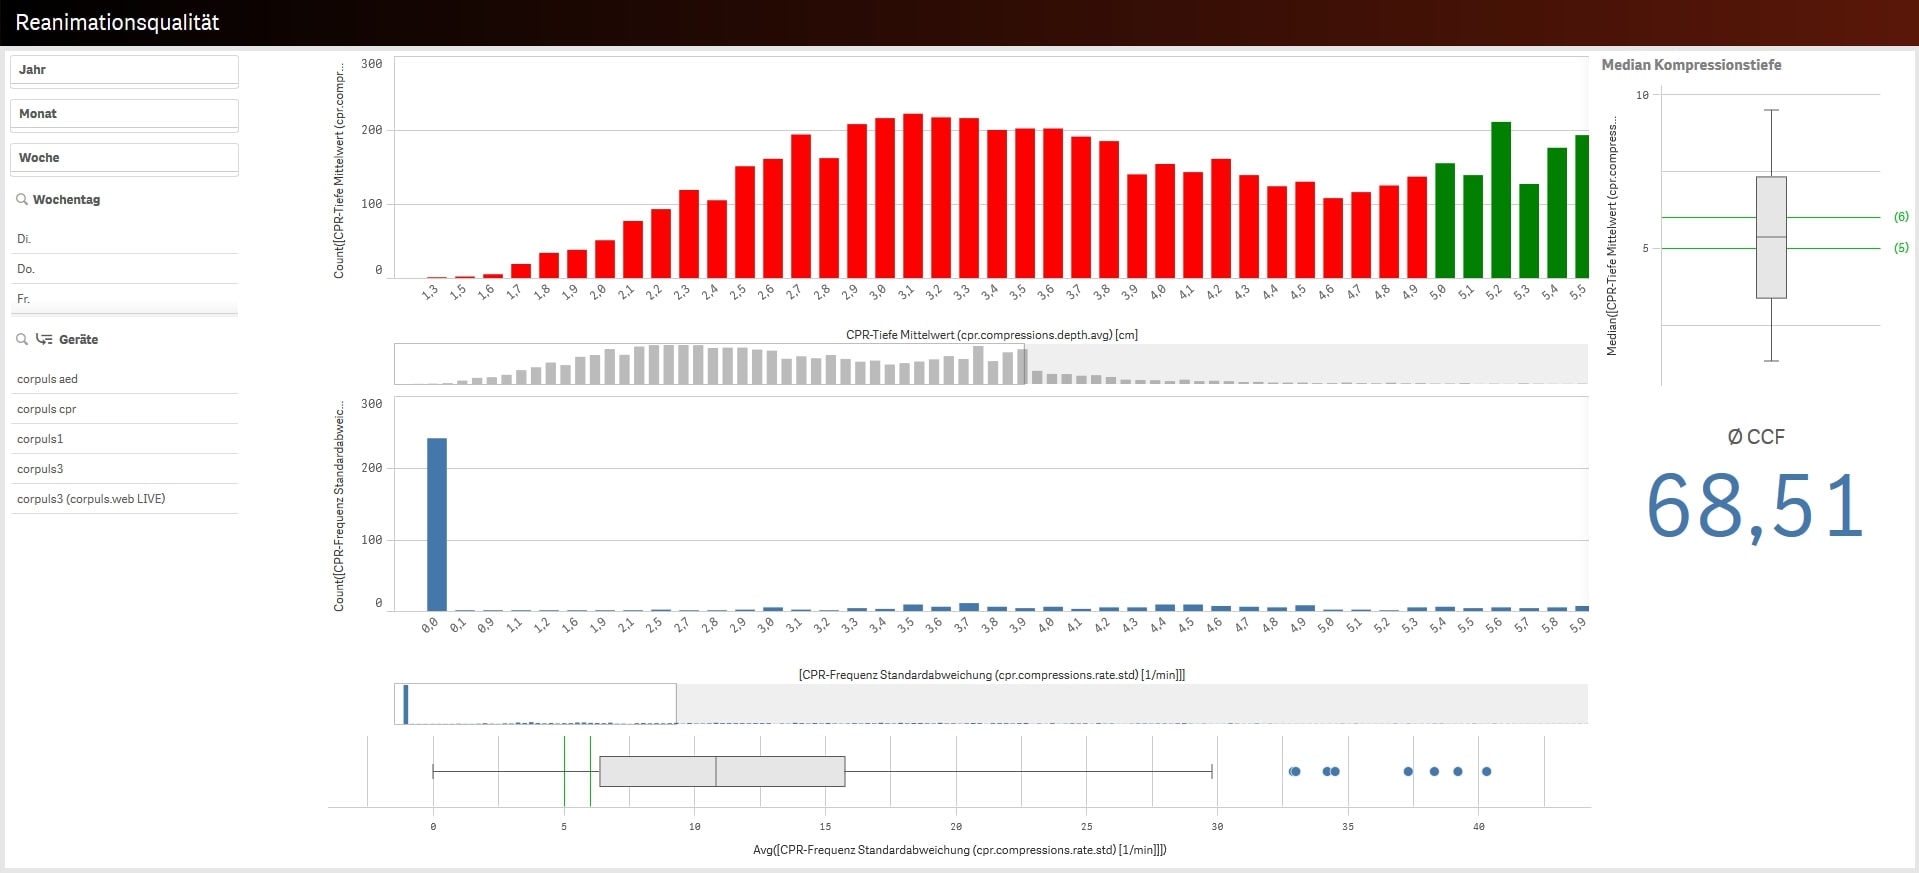 Reanimationsqualität
Jahr
Monat
Woche
Wochentag
Di.
Do.
Fr.
Geräte
corpuls aed
corpuls cpr
corpuls1
corpuls3
corpuls3 (corpuls.web LIVE)
Count([CPR-Tiefe Mittelwert (cpr.compr...
300
200
100
0
1,3 1,5 1,6 1,7 1,8 1,9 2,0 2,1 2,2 2,3 2,4 2,5 2,6 2,7 2,8 2,9 3,0 3,1 3,2 3,3 3,4 3,5 3,6 3,7 3,8 3,9 4,0 4,1 4,2 4,3 4,4 4,5 4,6 4,7 4,8 4,9 5,0 5,1 5,2 5,3 5,4 5,5
CPR-Tiefe Mittelwert (cpr.compressions.depth.avg) [cm]
Count([CPR-Frequenz Standardabweic...
300
200
100
0
0,0 0,1 0,9 1,1 1,2 1,6 1,9 2,1 2,5 2,7 2,8 2,9 3,0 3,1 3,2 3,3 3,4 3,5 3,6 3,7 3,8 3,9 4,0 4,1 4,2 4,3 4,4 4,5 4,6 4,7 4,8 4,9 5,0 5,1 5,2 5,3 5,4 5,5 5,6 5,7 5,8 5,9
[CPR-Frequenz Standardabweichung (cpr.compressions.rate.std) [1/min]]]
0 5 10 15 20 25 30 35 40
Avg([CPR-Frequenz Standardabweichung (cpr.compressions.rate.std) [1/min]]])
Median Kompressionstiefe
Median([CPR-Tiefe Mittelwert (cpr.compress...
10
5
(6)
(5)
Ø CCF
68,51